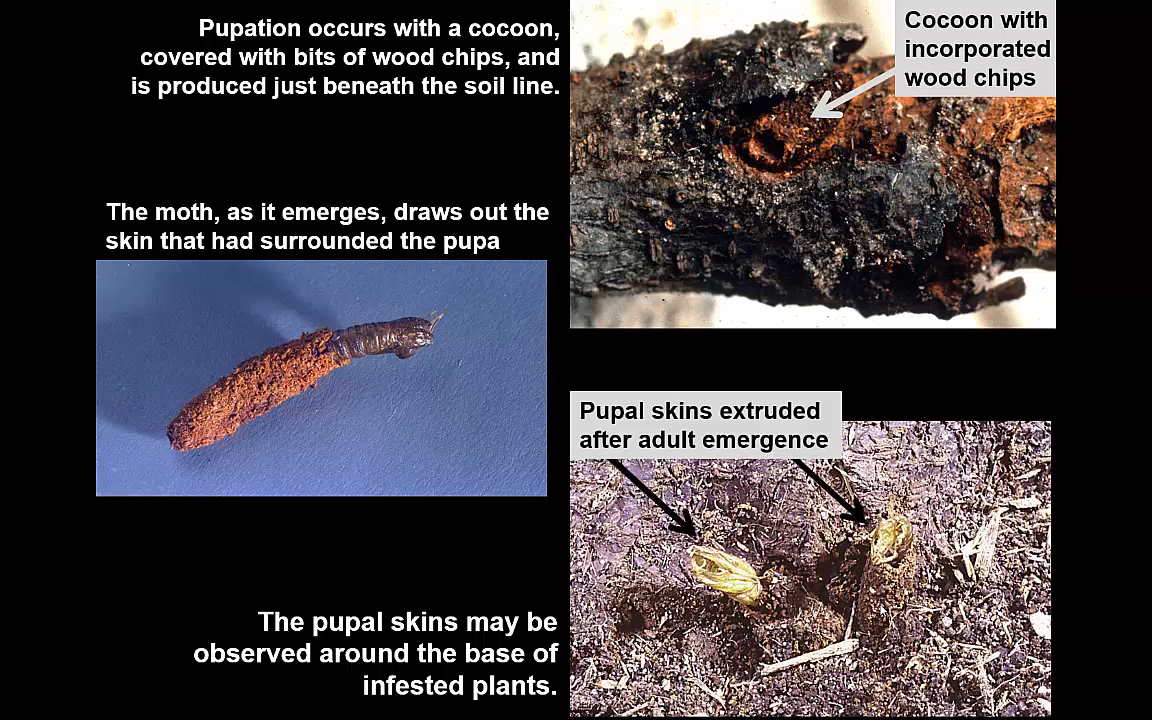 Pupation occurs with a cocoon,
covered with bits of wood chips, and
is produced just beneath the soil line.
Cocoon with
incorporated
wood chips
The moth, as it emerges, draws out the
skin that had surrounded the pupa
Pupal skins extruded
after adult emergence
The pupal skins may be
observed around the base of
infested plants.